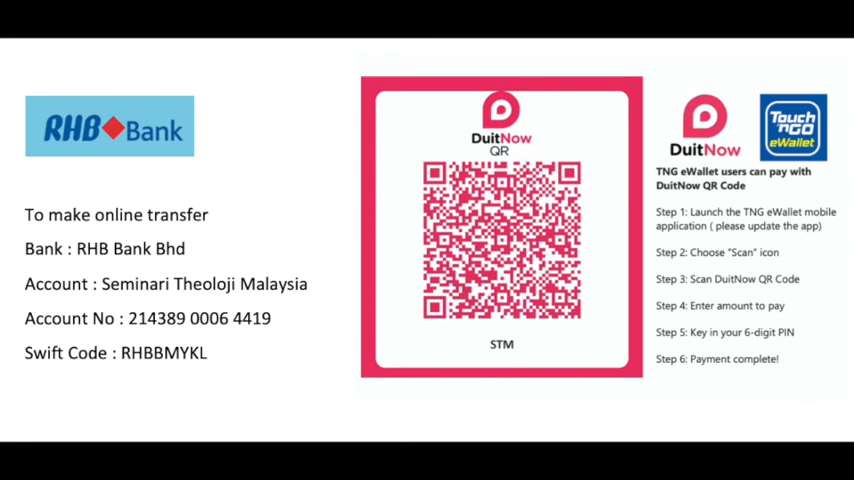 RHB Bank
To make online transfer
Bank : RHB Bank Bhd
Account : Seminari Theoloji Malaysia
Account No : 214389 0006 4419
Swift Code : RHBBMYKL
DuitNow
QR
STM
DuitNow
Touch
'nGO
eWallet
TNG eWallet users can pay with
DuitNow QR Code
Step 1: Launch the TNG eWallet mobile
application ( please update the app)
Step 2: Choose "Scan" icon
Step 3: Scan DuitNow QR Code
Step 4: Enter amount to pay
Step 5: Key in your 6-digit PIN
Step 6: Payment complete!